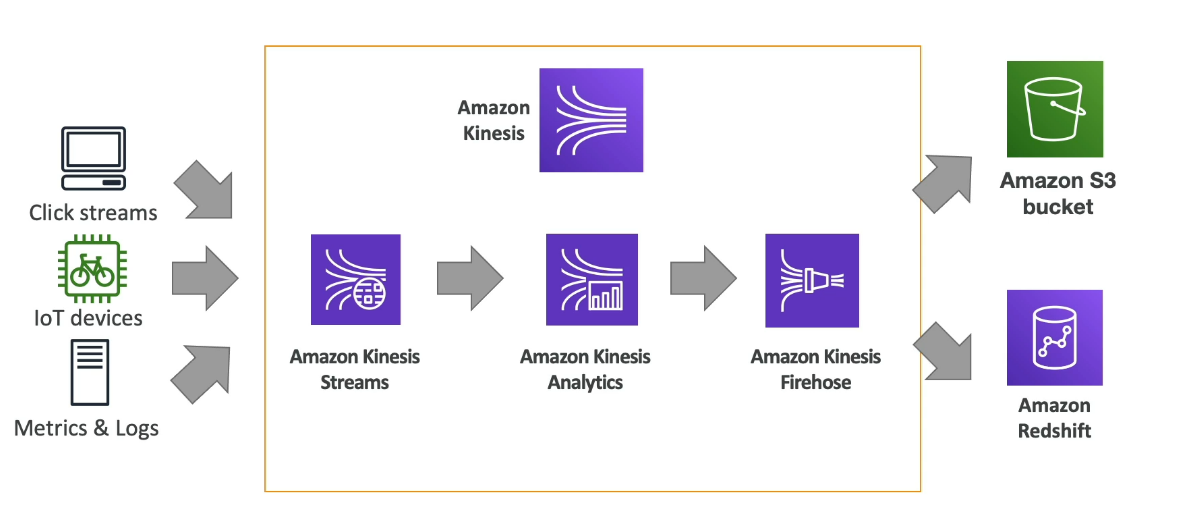 Amazon
Kinesis
Click streams
IoT devices
Metrics & Logs
Amazon Kinesis
Streams
Amazon Kinesis
Analytics
Amazon Kinesis
Firehose
Amazon S3
bucket
Amazon
Redshift